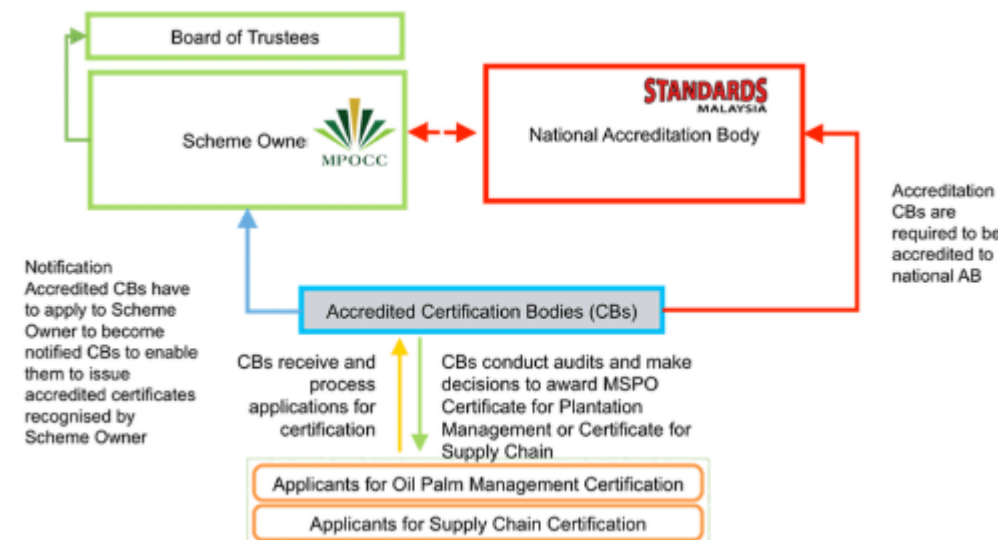 Board of Trustees
Scheme Owne
MPOCC
STANDARDS
MALAYSIA
National Accreditation Body
Accreditation
CBs are
required to be
accredited to
national AB
Notification
Accredited CBs have
to apply to Scheme
Owner to become
notified CBs to enable
them to issue
accredited certificates
recognised by
Scheme Owner
Accredited Certification Bodies (CBs)
CBs receive and
process
applications for
certification
CBs conduct audits and make
decisions to award MSPO
Certificate for Plantation
Management or Certificate for
Supply Chain
Applicants for Oil Palm Management Certification
Applicants for Supply Chain Certification